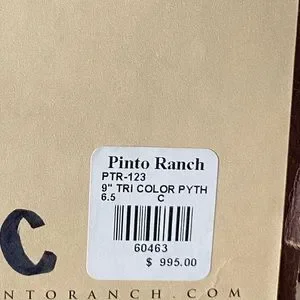 Pinto Ranch
PTR-123
9" TRI COLOR PYTH
6.5 C
60463
$ 995.00
C
NTORANCH.COM